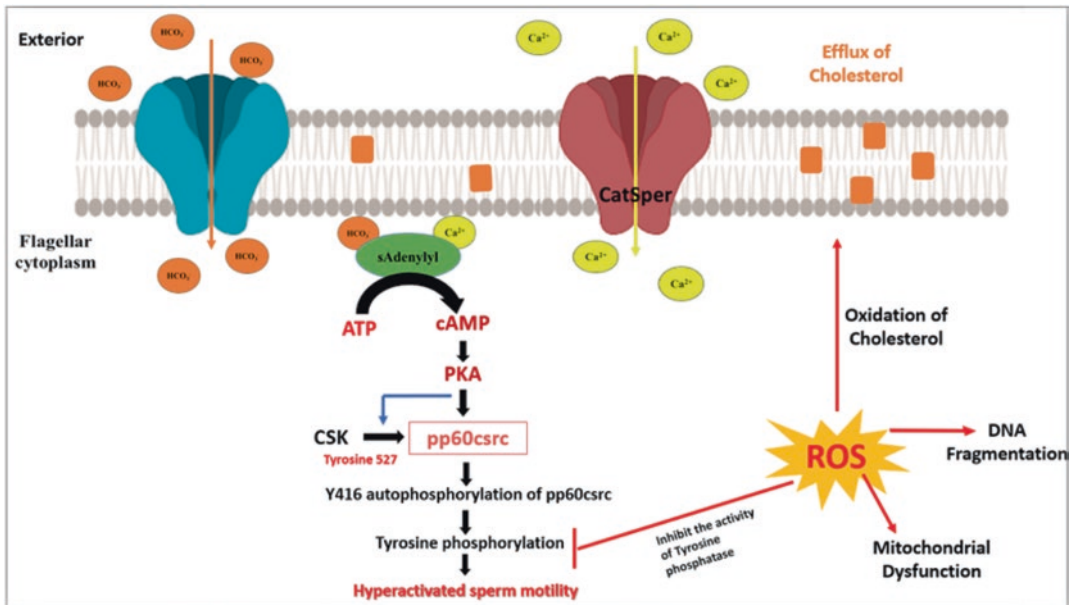 Exterior
HCO₃⁻
HCO₃⁻
HCO₃⁻
Ca²⁺
Ca²⁺
Ca²⁺
Efflux of
Cholesterol
CatSper
Flagellar
cytoplasm
HCO₃⁻
HCO₃⁻
HCO₃⁻
Ca²⁺
sAdenylyl
Ca²⁺
Ca²⁺
ATP
cAMP
Oxidation of
Cholesterol
PKA
CSK
pp60csrc
Tyrosine 527
ROS
DNA
Fragmentation
Y416 autophosphorylation of pp60csrc
Inhibit the activity
of Tyrosine
phosphatase
Tyrosine phosphorylation
Mitochondrial
Dysfunction
Hyperactivated sperm motility